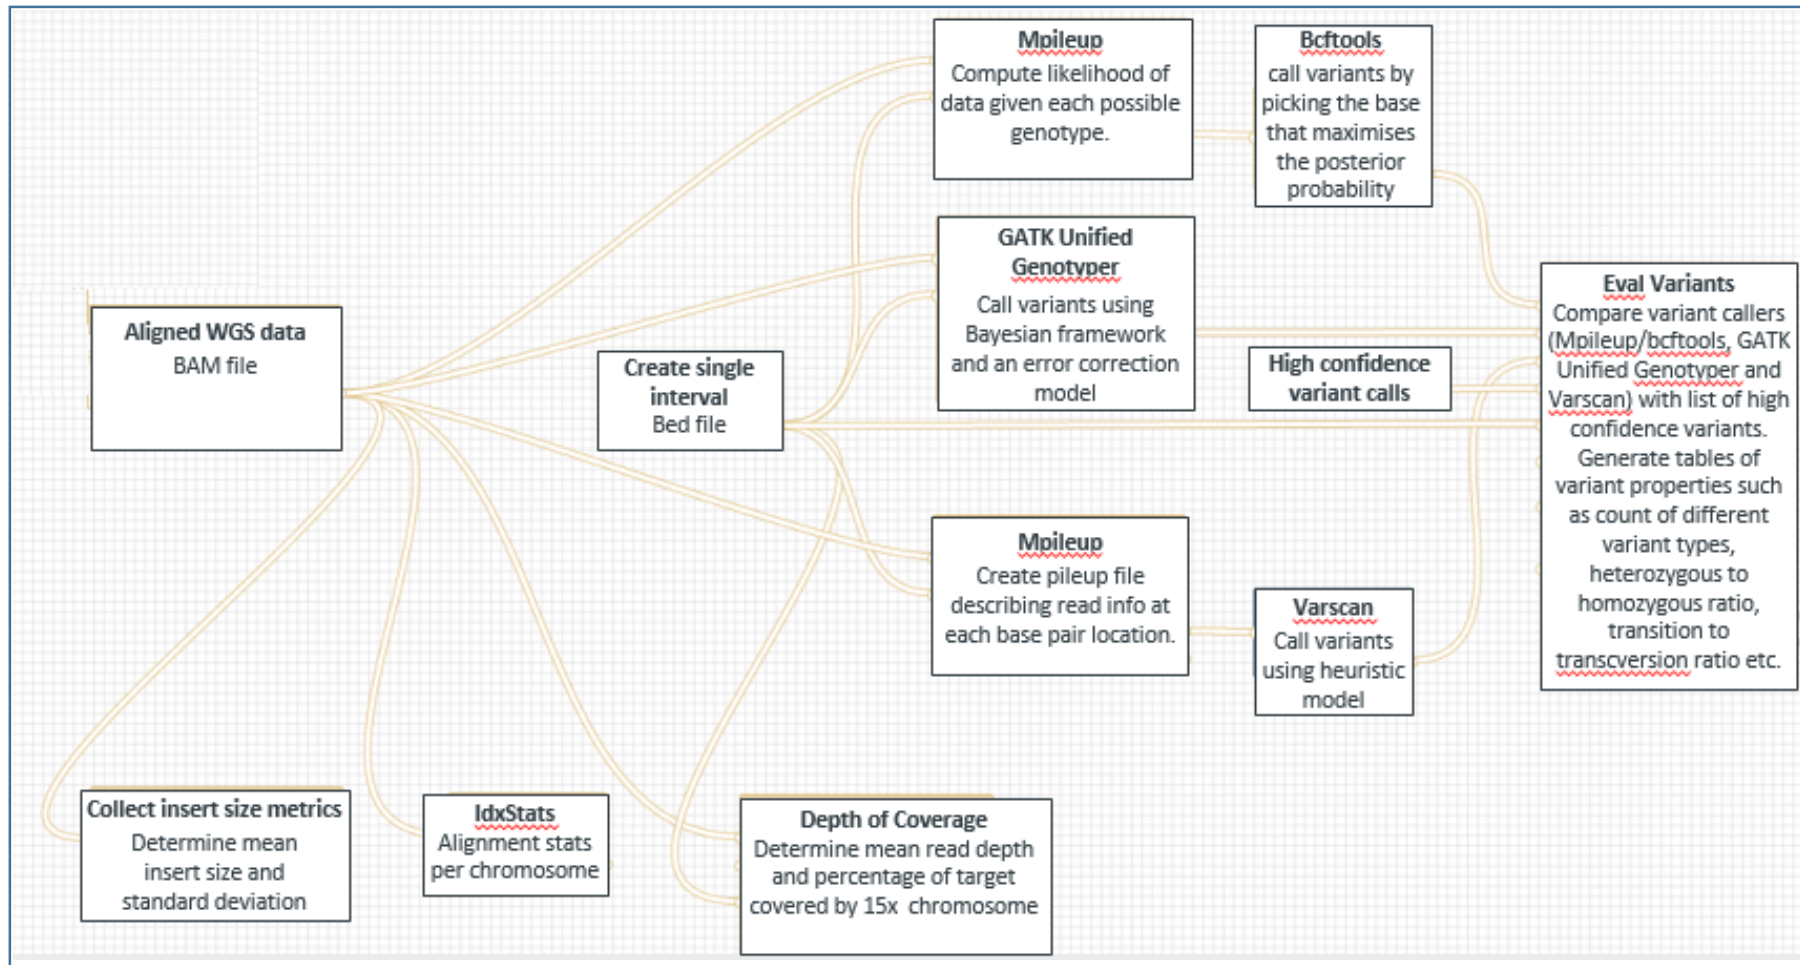 Mpileup
Compute likelihood of
data given each possible
genotype.
Bcftools
call variants by
picking the base
that maximises
the posterior
probability
GATK Unified
Genotyper
Call variants using
Bayesian framework
and an error correction
model
Aligned WGS data
BAM file
Create single
interval
Bed file
High confidence
variant calls
Eval Variants
Compare variant callers
(Mpileup/bcftools, GATK
Unified Genotyper and
Varscan) with list of high
confidence variants.
Generate tables of
variant properties such
as count of different
variant types,
heterozygous to
homozygous ratio,
transition to
transcversion ratio etc.
Mpileup
Create pileup file
describing read info at
each base pair location.
Varscan
Call variants
using heuristic
model
Collect insert size metrics
Determine mean
insert size and
standard deviation
IdxStats
Alignment stats
per chromosome
Depth of Coverage
Determine mean read depth
and percentage of target
covered by 15x chromosome